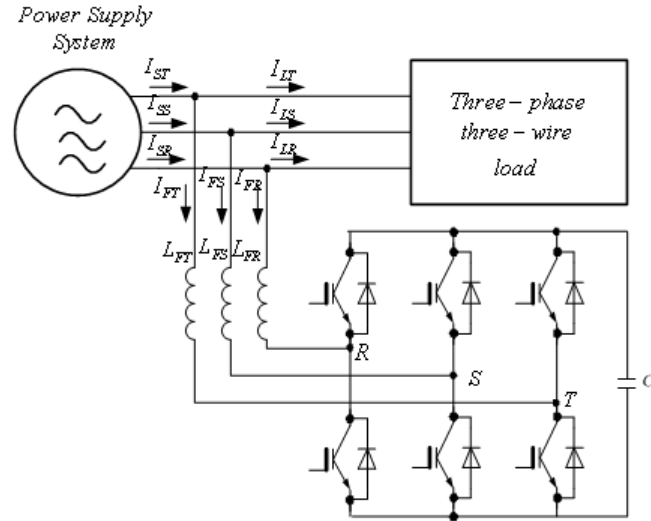 Power Supply
System
I_ST I_LT
I_SS I_LS
I_SR I_LR
Three – phase
three – wire
load
I_FT I_FS I_FR
L_FT L_FS L_FR
R
S
T